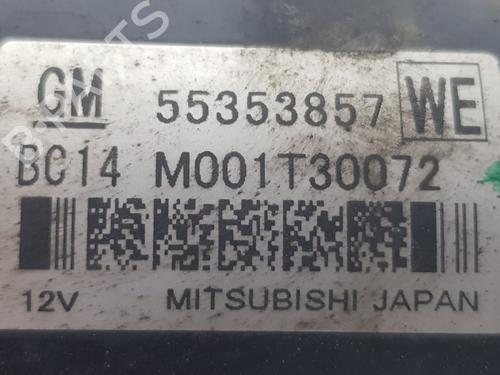 GM 55353857 WE
BC14 M001T30072
12V MITSUBISHI JAPAN